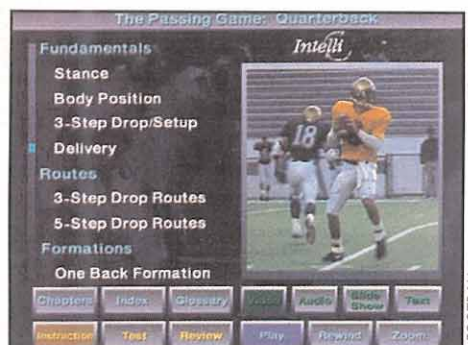 The Passing Game: Quarterback
Fundamentals
Stance
Body Position
3-Step Drop/Setup
Delivery
Routes
3-Step Drop Routes
5-Step Drop Routes
Formations
One Back Formation
Intelli
18
Chapters Index Glossary Video Audio Slide Show Text
Instruction Test Review Play Rewind Zoom